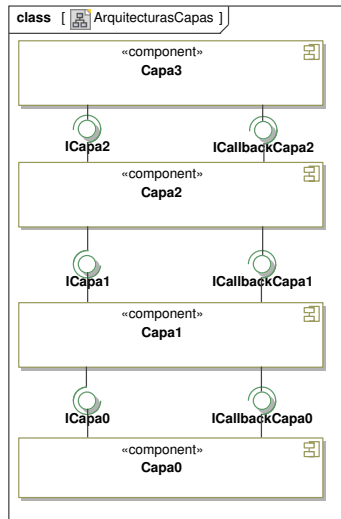 class [ ArquitecturasCapas ]
«component»
Capa3
ICapa2 ICallbackCapa2
«component»
Capa2
ICapa1 ICallbackCapa1
«component»
Capa1
ICapa0 ICallbackCapa0
«component»
Capa0